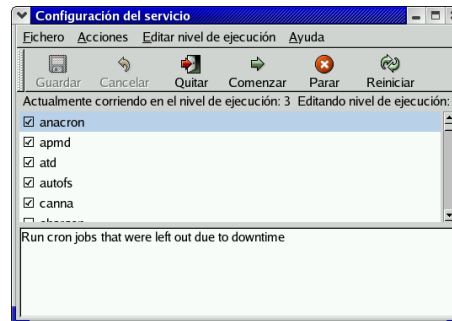 Configuración del servicio
Fichero Acciones Editar nivel de ejecución Ayuda
Guardar Cancelar Quitar Comenzar Parar Reiniciar
Actualmente corriendo en el nivel de ejecución: 3 Editando nivel de ejecución:
anacron
apmd
atd
autofs
canna
Run cron jobs that were left out due to downtime